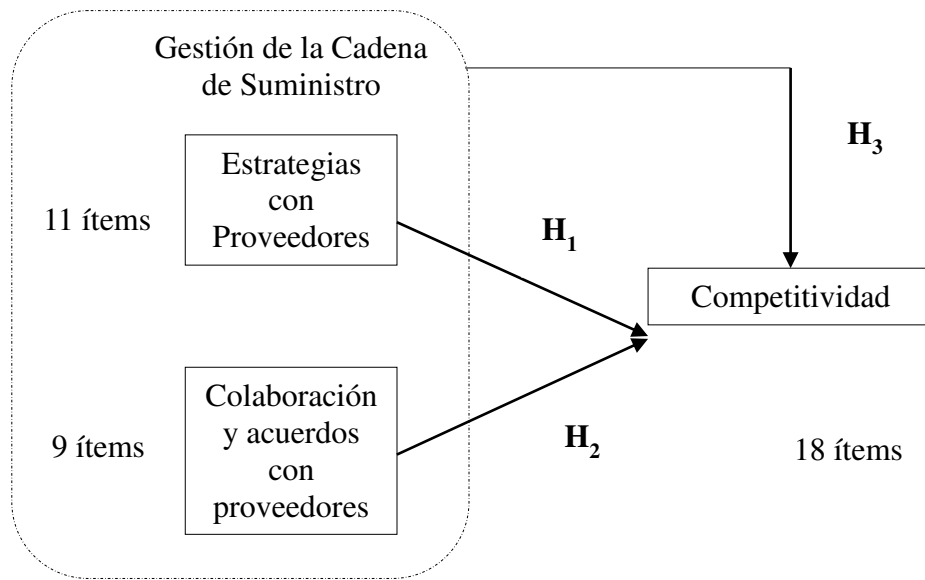 Gestión de la Cadena
de Suministro
Estrategias
con
Proveedores
11 ítems
H₁
H₃
Competitividad
Colaboración
y acuerdos
con
proveedores
9 ítems
H₂
18 ítems